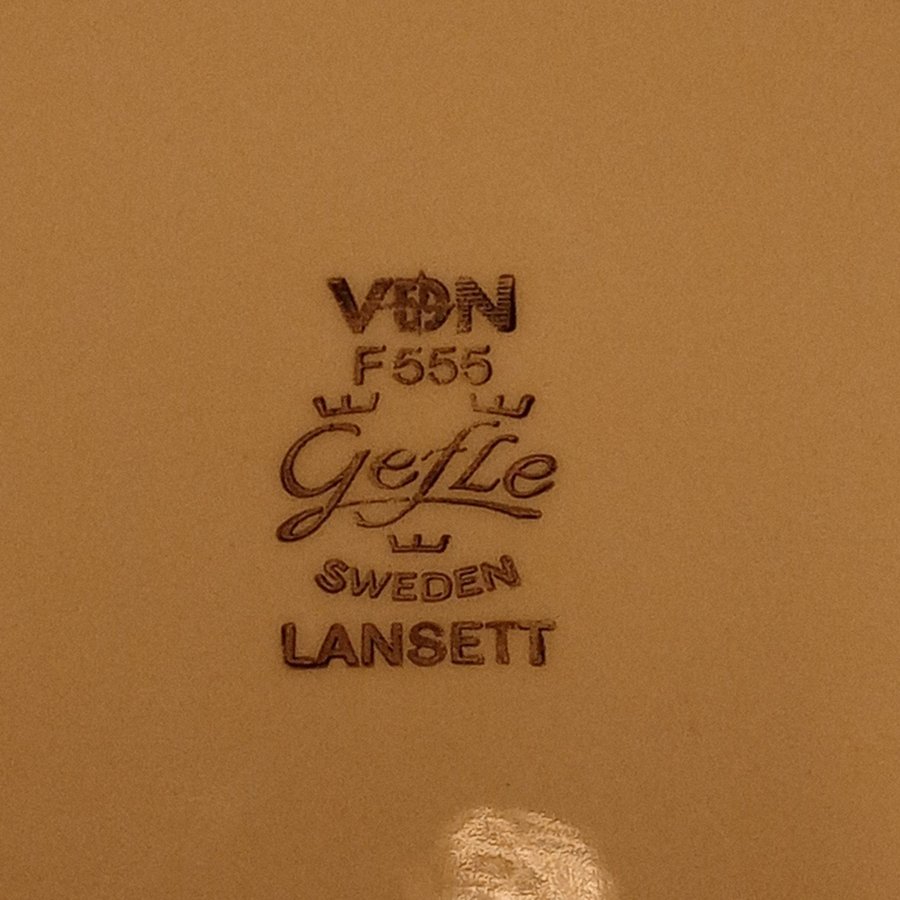 VDN
F555
Gefle
SWEDEN
LANSETT